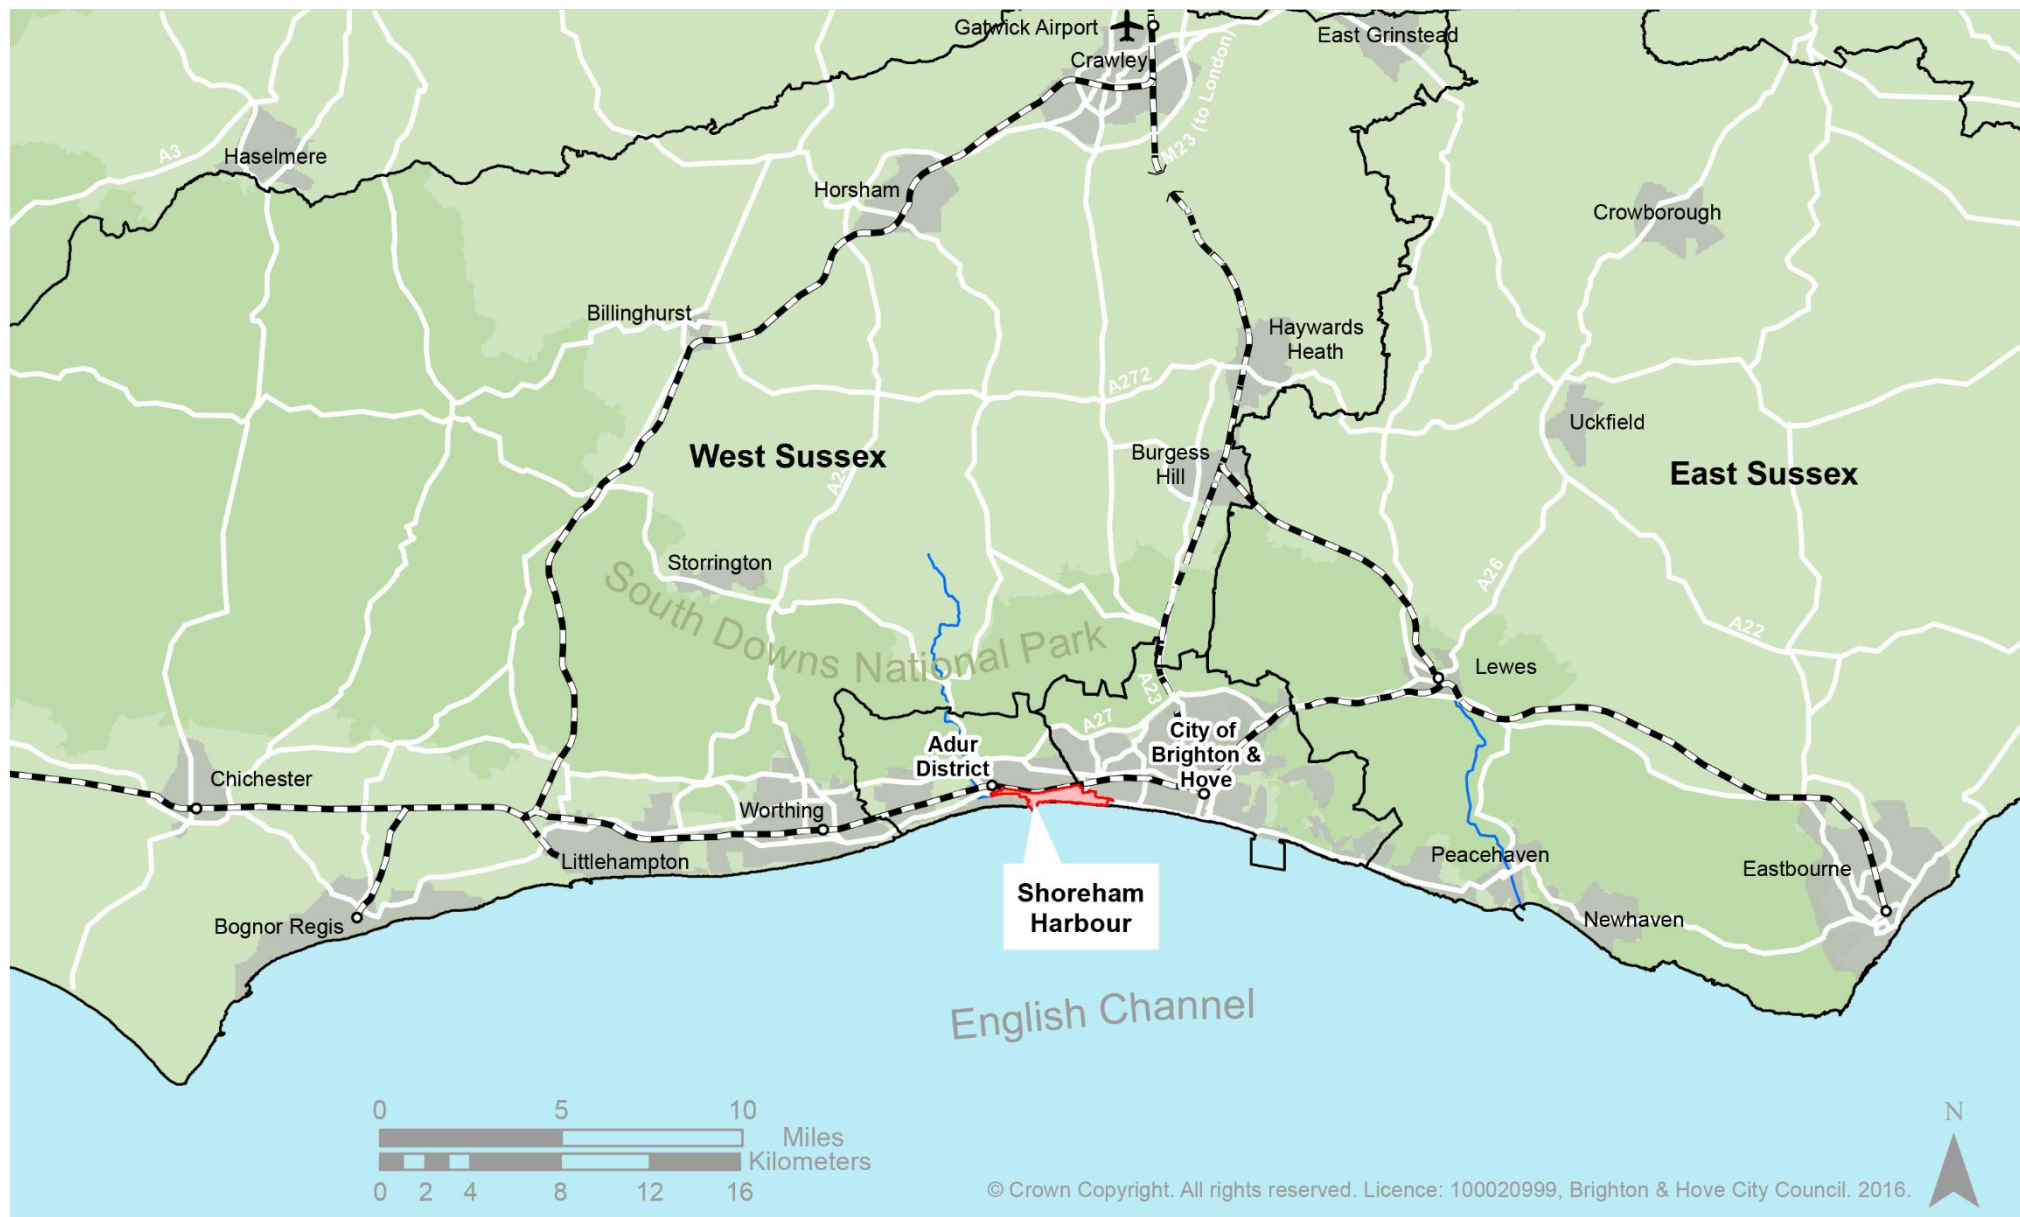 Gatwick Airport
East Grinstead
Crawley
M23 (to London)
A3
Haselmere
Horsham
Crowborough
Billinghurst
Haywards
Heath
A272
Uckfield
West Sussex
Burgess
Hill
East Sussex
Storrington
A26
South Downs National Park
A22
Lewes
A23
A27
City of
Brighton &
Hove
Adur
District
Chichester
Worthing
Littlehampton
Peacehaven
Eastbourne
Shoreham
Harbour
Bognor Regis
Newhaven
English Channel
0 5 10
Miles
Kilometers
0 2 4 8 12 16
N
© Crown Copyright. All rights reserved. Licence: 100020999, Brighton & Hove City Council. 2016.